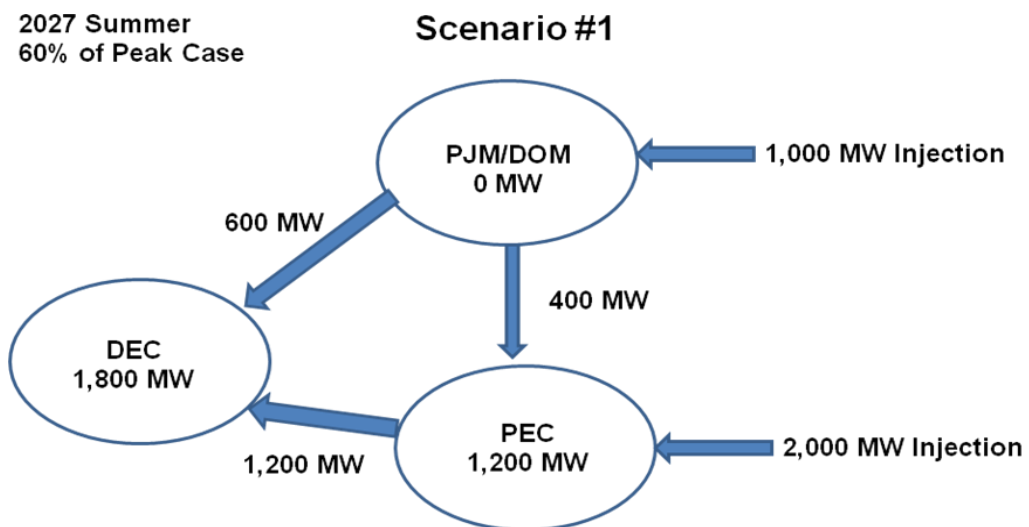 2027 Summer
60% of Peak Case
Scenario #1
PJM/DOM
0 MW
1,000 MW Injection
600 MW
400 MW
DEC
1,800 MW
PEC
1,200 MW
1,200 MW
2,000 MW Injection